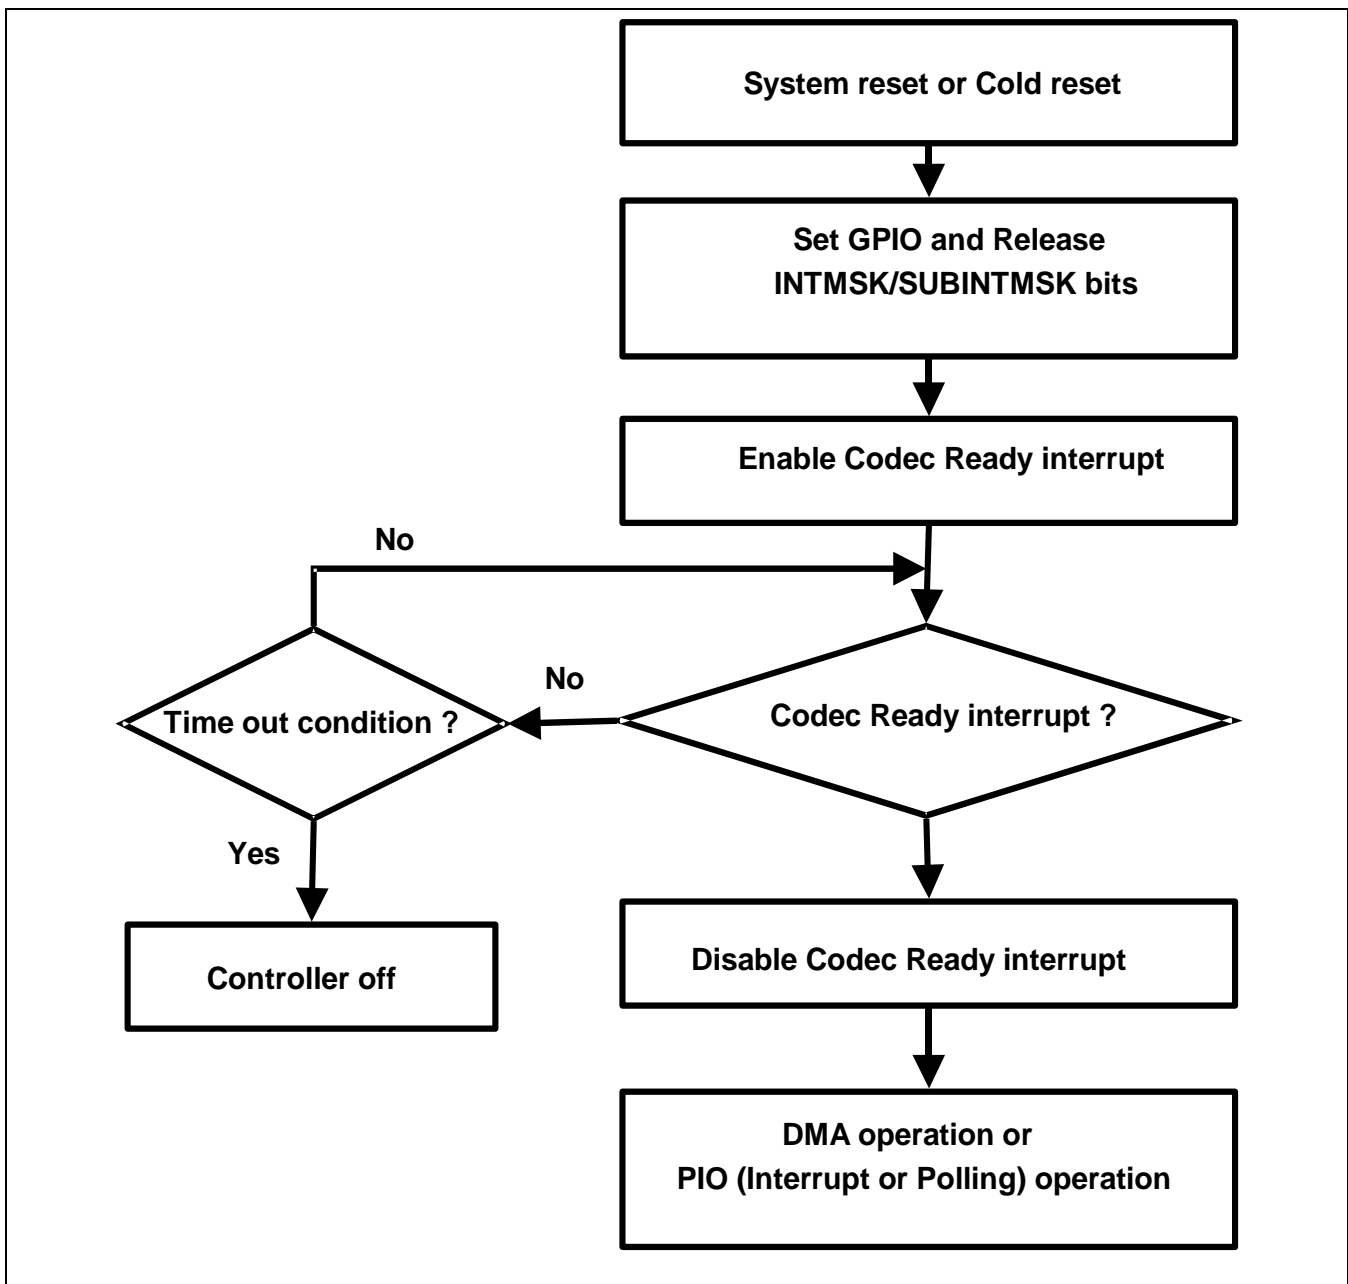 System reset or Cold reset
Set GPIO and Release
INTMSK/SUBINTMSK bits
Enable Codec Ready interrupt
No
No
Time out condition ?
Codec Ready interrupt ?
Yes
Controller off
Disable Codec Ready interrupt
DMA operation or
PIO (Interrupt or Polling) operation